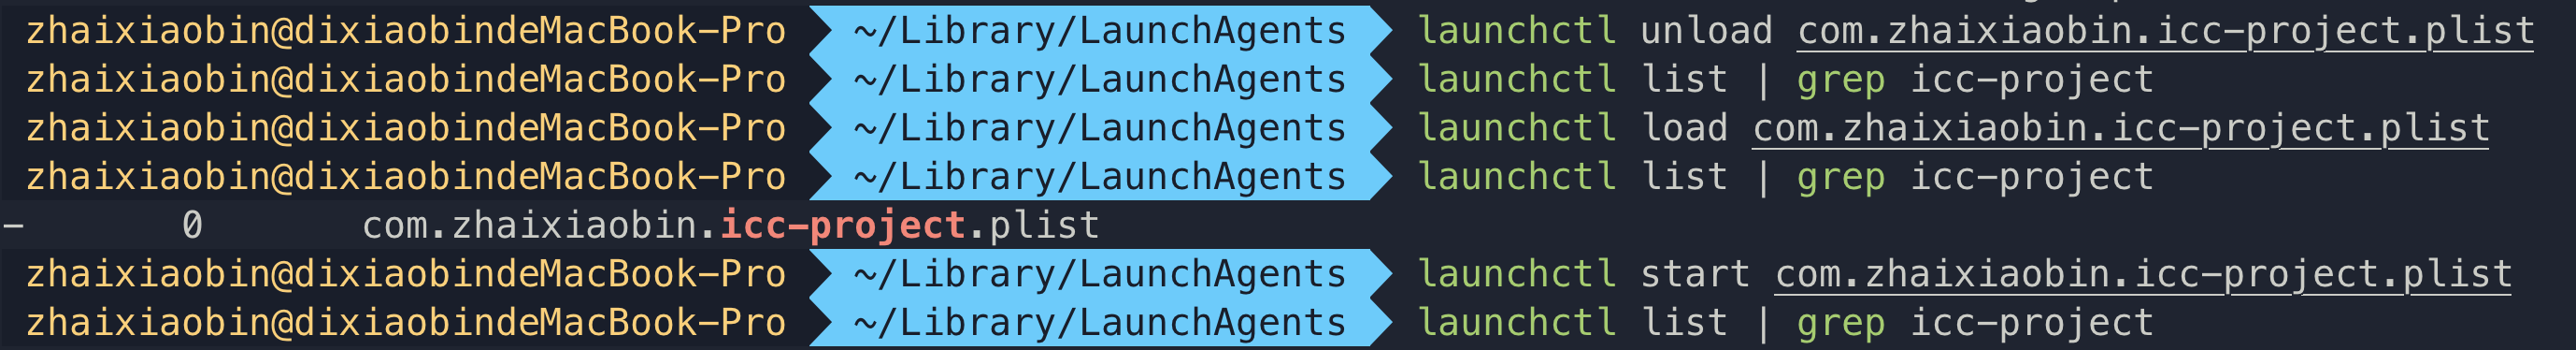 zhaixiaobin@dixiaobindeMacBook-Pro ~/Library/LaunchAgents launchctl unload com.zhaixiaobin.icc-project.plist
zhaixiaobin@dixiaobindeMacBook-Pro ~/Library/LaunchAgents launchctl list | grep icc-project
zhaixiaobin@dixiaobindeMacBook-Pro ~/Library/LaunchAgents launchctl load com.zhaixiaobin.icc-project.plist
zhaixiaobin@dixiaobindeMacBook-Pro ~/Library/LaunchAgents launchctl list | grep icc-project
- 0 com.zhaixiaobin.icc-project.plist
zhaixiaobin@dixiaobindeMacBook-Pro ~/Library/LaunchAgents launchctl start com.zhaixiaobin.icc-project.plist
zhaixiaobin@dixiaobindeMacBook-Pro ~/Library/LaunchAgents launchctl list | grep icc-project